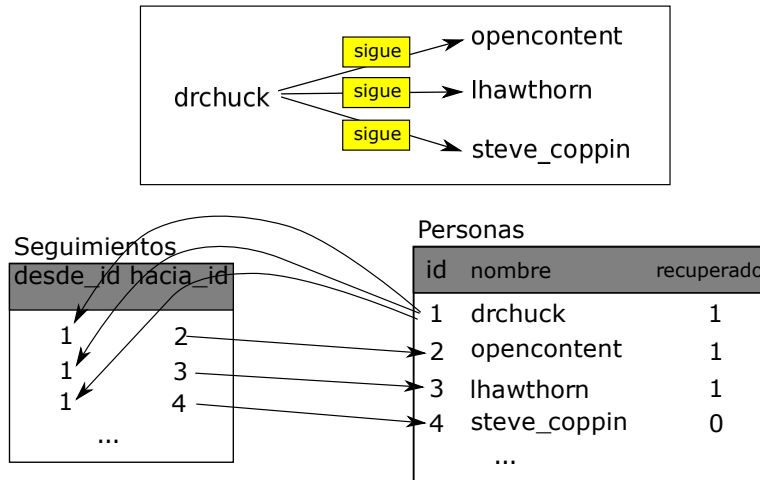 sigue
opencontent
drchuck
sigue
lhawthorn
sigue
steve_coppin
Seguimientos
desde_id hacia_id
1 2
1 3
1 4
...
Personas
id nombre recuperado
1 drchuck 1
2 opencontent 1
3 lhawthorn 1
4 steve_coppin 0
...